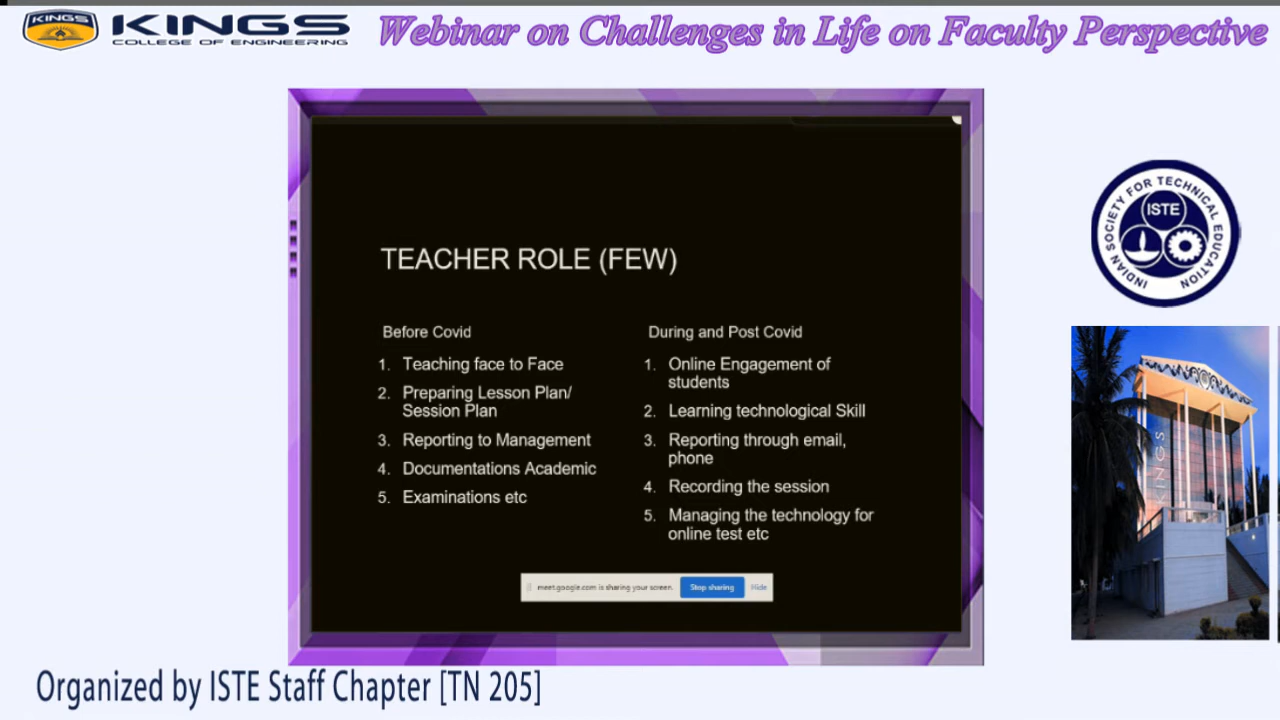 KINGS
KINGS
COLLEGE OF ENGINEERING
Webinar on Challenges in Life on Faculty Perspective
TEACHER ROLE (FEW)
Before Covid
1. Teaching face to Face
2. Preparing Lesson Plan/
Session Plan
3. Reporting to Management
4. Documentations Academic
5. Examinations etc
During and Post Covid
1. Online Engagement of
students
2. Learning technological Skill
3. Reporting through email,
phone
4. Recording the session
5. Managing the technology for
online test etc
meet.google.com is sharing your screen.
Stop sharing
Hide
INDIAN SOCIETY FOR TECHNICAL EDUCATION
ISTE
KINGS
Organized by ISTE Staff Chapter [TN 205]